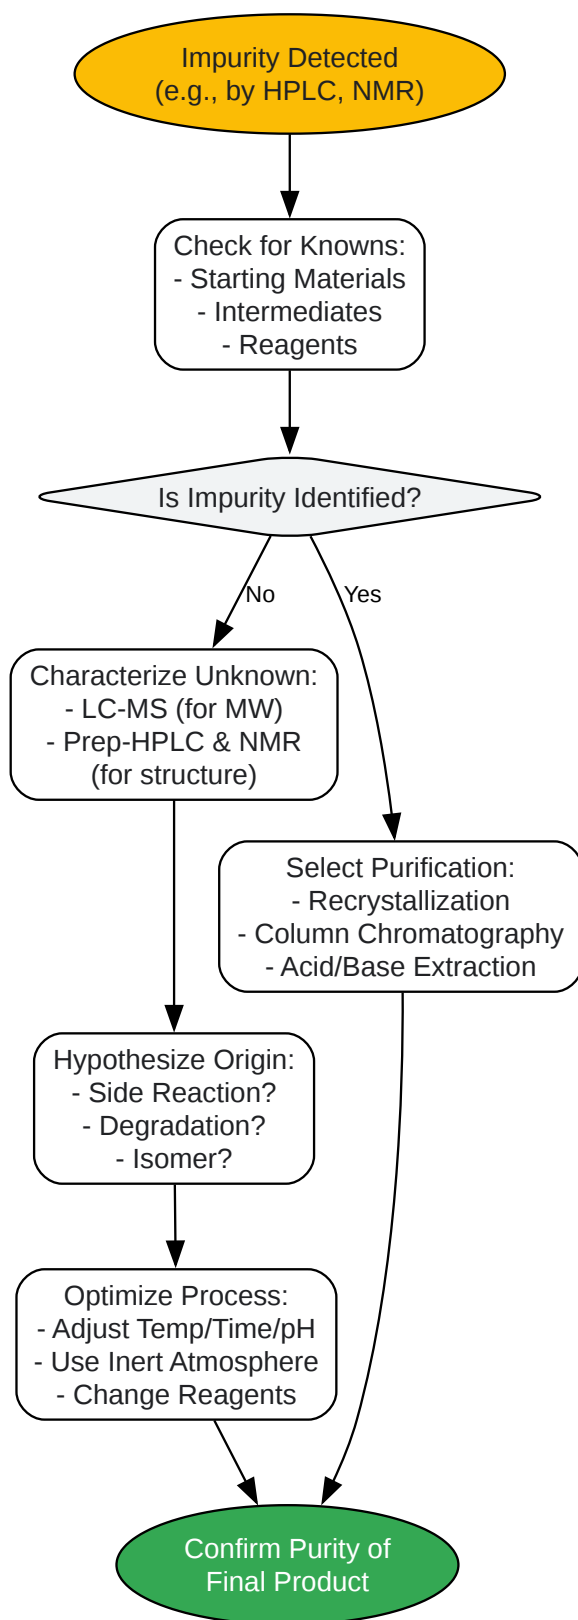 Impurity Detected
(e.g., by HPLC, NMR)
Check for Knowns:
- Starting Materials
- Intermediates
- Reagents
Is Impurity Identified?
No
Yes
Characterize Unknown:
- LC-MS (for MW)
- Prep-HPLC & NMR
(for structure)
Select Purification:
- Recrystallization
- Column Chromatography
- Acid/Base Extraction
Hypothesize Origin:
- Side Reaction?
- Degradation?
- Isomer?
Optimize Process:
- Adjust Temp/Time/pH
- Use Inert Atmosphere
- Change Reagents
Confirm Purity of
Final Product